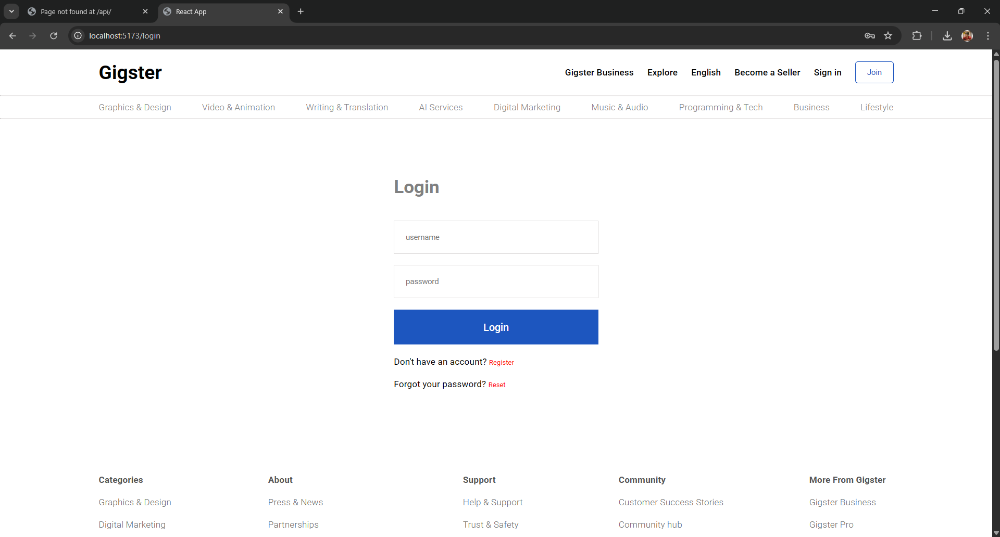 Page not found at /api/
React App
localhost:5173/login
Gigster
Gigster Business Explore English Become a Seller Sign in Join
Graphics & Design Video & Animation Writing & Translation AI Services Digital Marketing Music & Audio Programming & Tech Business Lifestyle
Login
username
password
Login
Don't have an account? Register
Forgot your password? Reset
Categories About Support Community More From Gigster
Graphics & Design Press & News Help & Support Customer Success Stories Gigster Business
Digital Marketing Partnerships Trust & Safety Community hub Gigster Pro